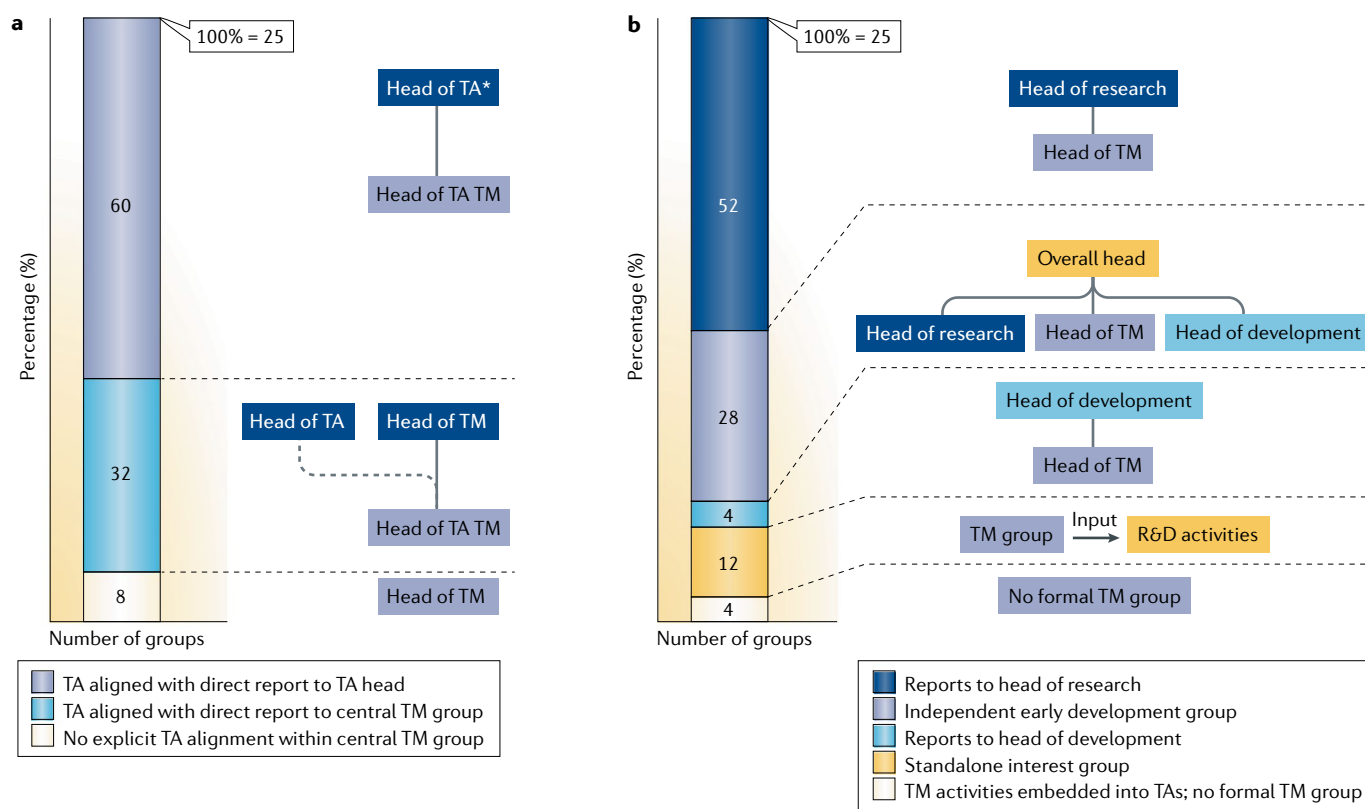 a
100% = 25
Head of TA*
Head of TA TM
60
Percentage (%)
Head of TA
Head of TM
32
Head of TA TM
8
Head of TM
Number of groups
TA aligned with direct report to TA head
TA aligned with direct report to central TM group
No explicit TA alignment within central TM group
b
100% = 25
Head of research
Head of TM
52
Percentage (%)
Overall head
Head of research
Head of TM
Head of development
28
Head of development
Head of TM
4
TM group
Input
R&D activities
12
No formal TM group
4
Number of groups
Reports to head of research
Independent early development group
Reports to head of development
Standalone interest group
TM activities embedded into TAs; no formal TM group